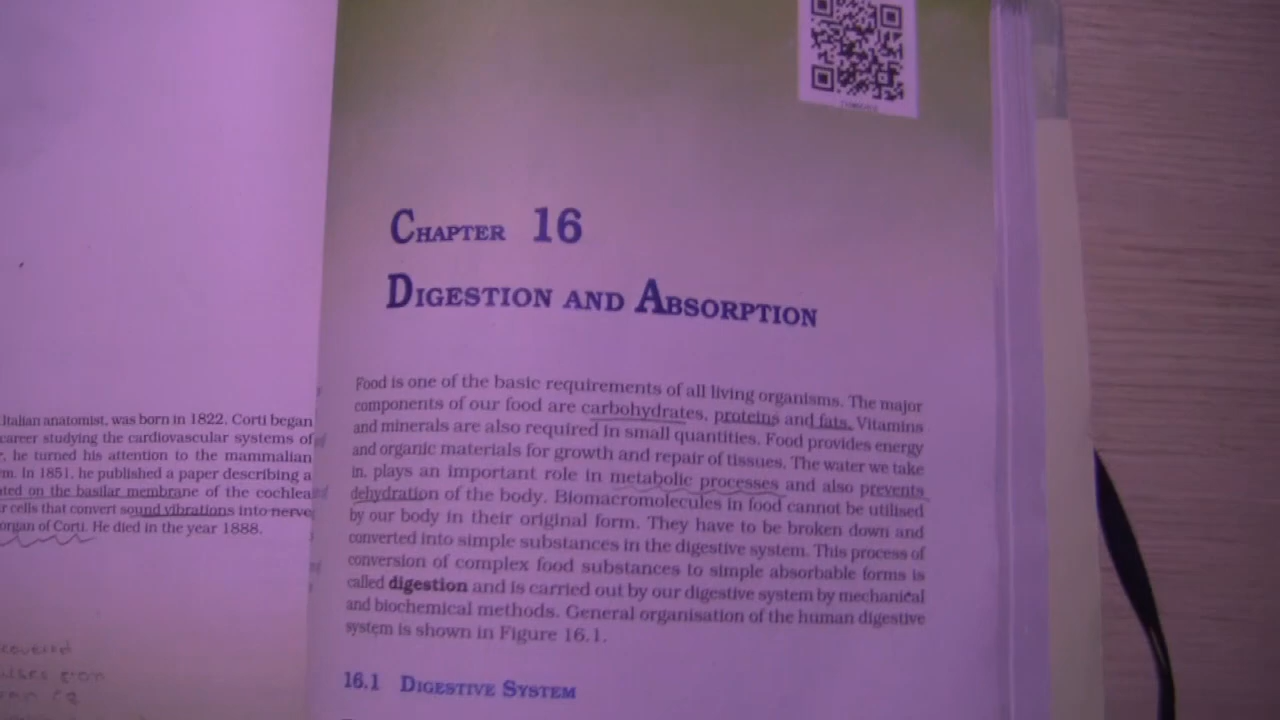 Italian anatomist, was born in 1822. Corti began
career studying the cardiovascular systems of
he turned his attention to the mammalian
In 1851, he published a paper describing a
on the basilar membrane of the cochlea
cells that convert sound vibrations into nerve
organ of Corti. He died in the year 1888.
CHAPTER 16
DIGESTION AND ABSORPTION
Food is one of the basic requirements of all living organisms. The major
components of our food are carbohydrates, proteins and fats. Vitamins
and minerals are also required in small quantities. Food provides energy
and organic materials for growth and repair of tissues. The water we take
in, plays an important role in metabolic processes and also prevents
dehydration of the body. Biomacromolecules in food cannot be utilised
by our body in their original form. They have to be broken down and
converted into simple substances in the digestive system. This process of
conversion of complex food substances to simple absorbable forms is
called digestion and is carried out by our digestive system by mechanical
and biochemical methods. General organisation of the human digestive
system is shown in Figure 16.1.
16.1 DIGESTIVE SYSTEM